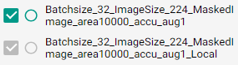 Batchsize_32_ImageSize_224_MaskedI
mage_area10000_accu_aug1
Batchsize_32_ImageSize_224_MaskedI
mage_area10000_accu_aug1_Local